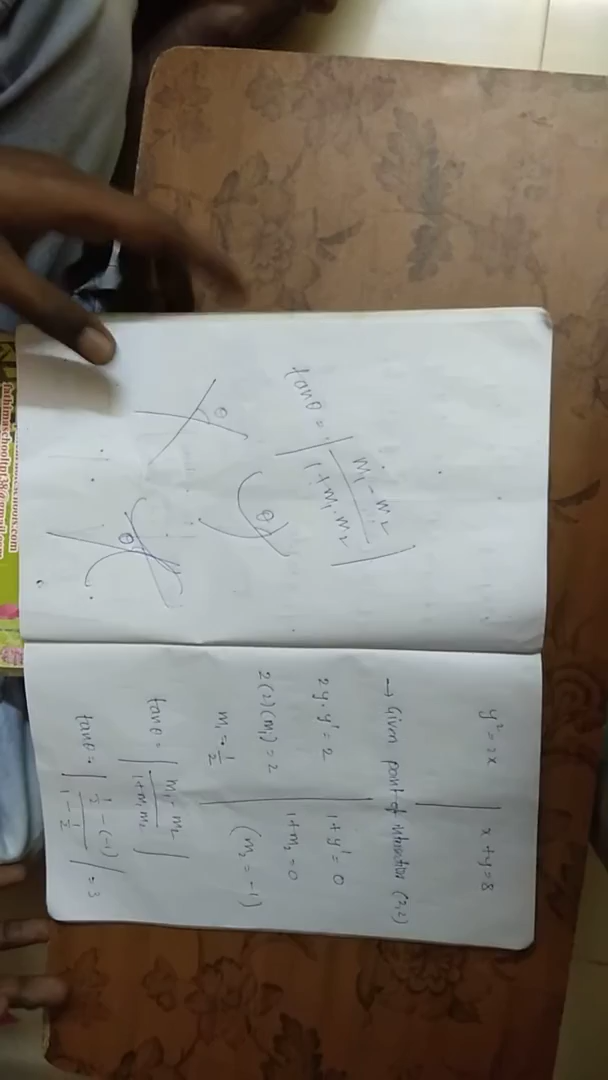 tanθ = | m₁ - m₂ / 1+m₁.m₂ |
θ
θ
θ
y² = 2x | x + y = 8
→ Given point of intersection (2,2)
2y.y' = 2 | 1 + y' = 0
2(2)(m₁) = 2 | 1+m₂ = 0
m₁ = 1/2 | (m₂ = -1)
tanθ = | m₁ - m₂ / 1+m₁m₂ |
tanθ = | 1/2 - (-1) / 1 - 1/2 | = 3